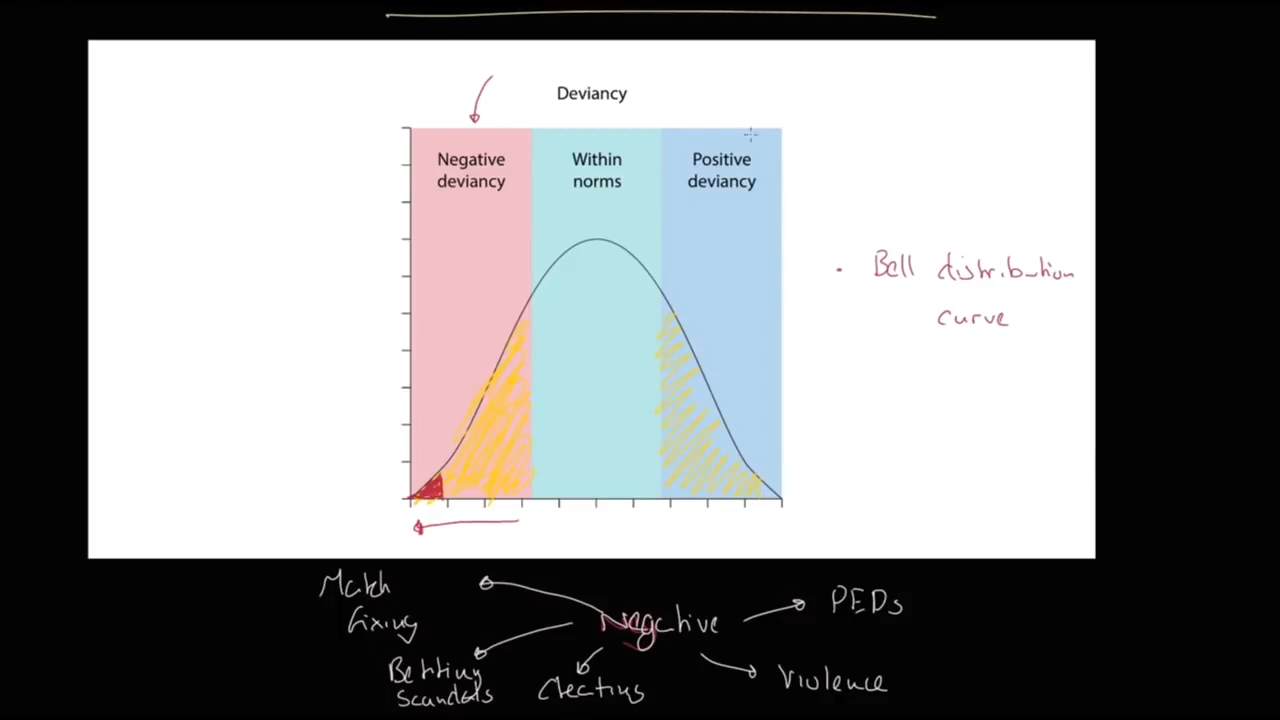 Deviancy
Negative
deviancy
Within
norms
Positive
deviancy
· Bell distribution
curve
Match
fixing
Negative
PEDs
Betting
scandals
Cheating
Violence